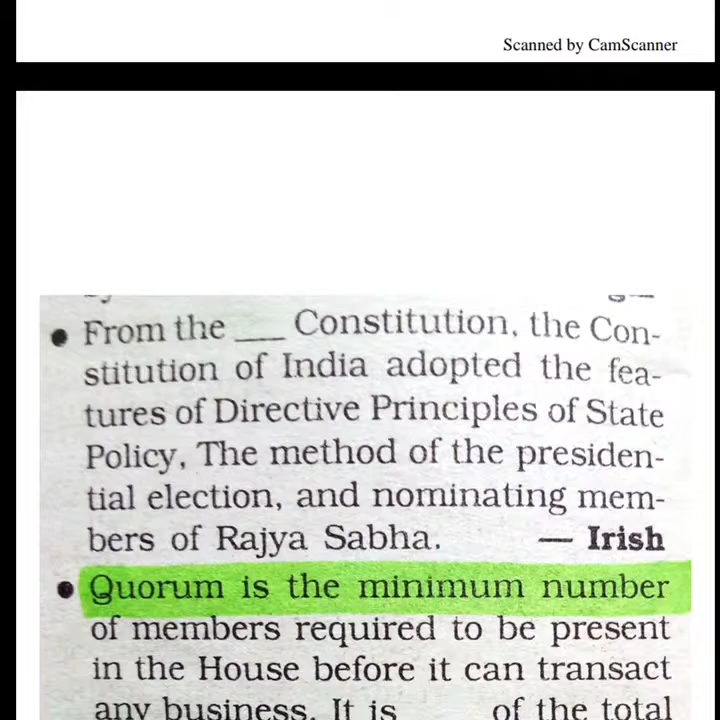 Scanned by CamScanner
• From the ___ Constitution, the Con-
stitution of India adopted the fea-
tures of Directive Principles of State
Policy, The method of the presiden-
tial election, and nominating mem-
bers of Rajya Sabha. — Irish
• Quorum is the minimum number
of members required to be present
in the House before it can transact
any business. It is ___ of the total